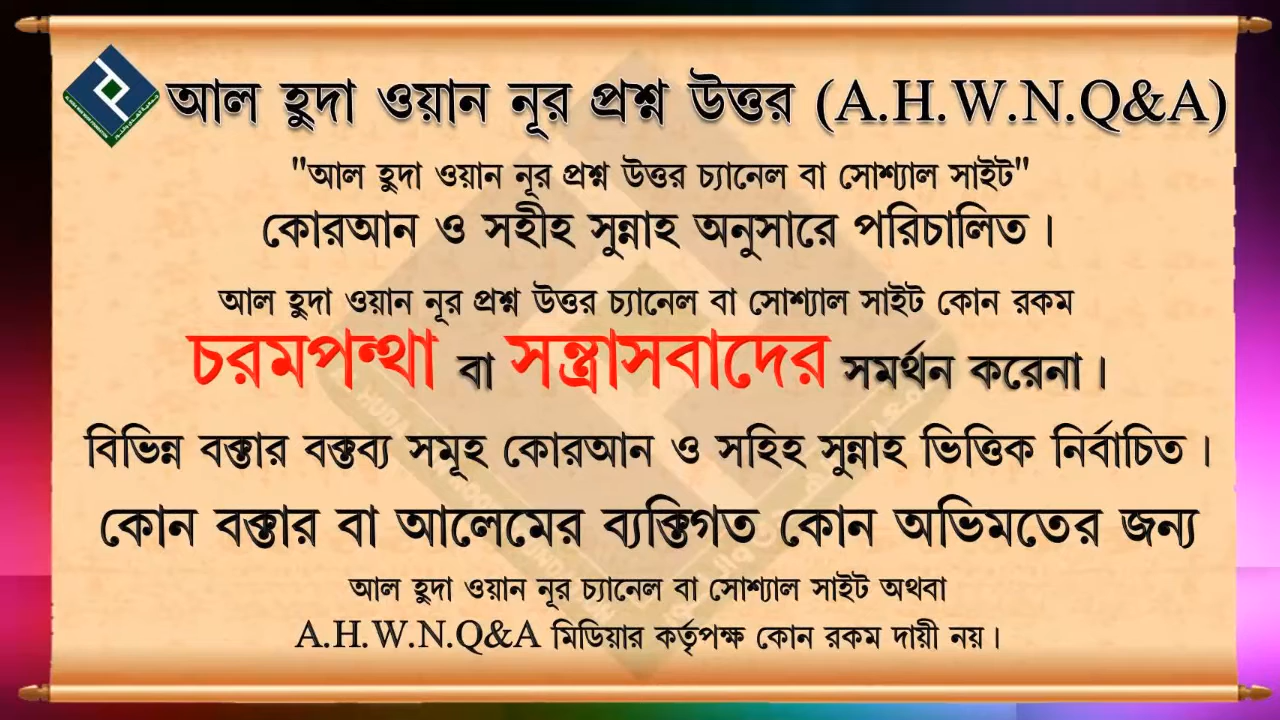 আল হুদা ওয়ান নূর প্রশ্ন উত্তর (A.H.W.N.Q&A)
"আল হুদা ওয়ান নূর প্রশ্ন উত্তর চ্যানেল বা সোশ্যাল সাইট"
কোরআন ও সহীহ সুন্নাহ অনুসারে পরিচালিত।
আল হুদা ওয়ান নূর প্রশ্ন উত্তর চ্যানেল বা সোশ্যাল সাইট কোন রকম
চরমপন্থা বা সন্ত্রাসবাদের সমর্থন করেনা।
বিভিন্ন বক্তার বক্তব্য সমূহ কোরআন ও সহিহ সুন্নাহ ভিত্তিক নির্বাচিত।
কোন বক্তার বা আলেমের ব্যক্তিগত কোন অভিমতের জন্য
আল হুদা ওয়ান নূর চ্যানেল বা সোশ্যাল সাইট অথবা
A.H.W.N.Q&A মিডিয়ার কর্তৃপক্ষ কোন রকম দায়ী নয়।